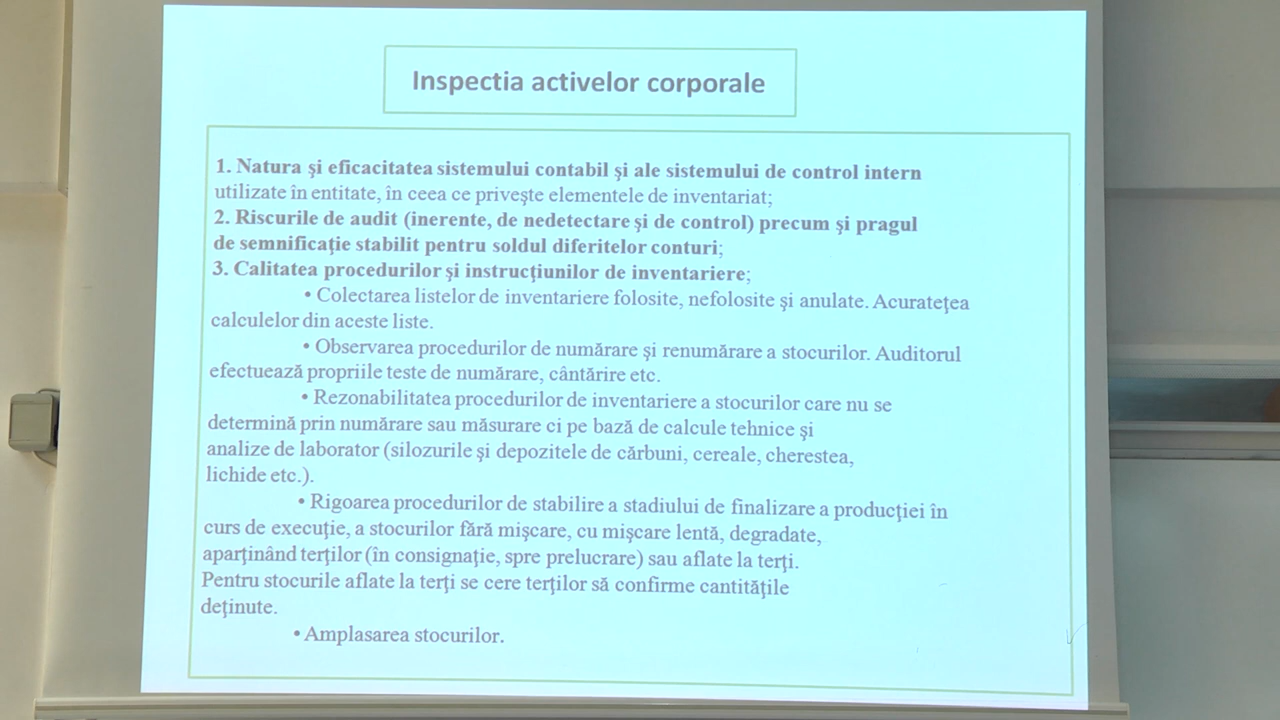 Inspectia activelor corporale
1. Natura şi eficacitatea sistemului contabil şi ale sistemului de control intern
utilizate în entitate, în ceea ce priveşte elementele de inventariat;
2. Riscurile de audit (inerente, de nedetectare şi de control) precum şi pragul
de semnificaţie stabilit pentru soldul diferitelor conturi;
3. Calitatea procedurilor şi instrucţiunilor de inventariere;
• Colectarea listelor de inventariere folosite, nefolosite şi anulate. Acurateţea
calculelor din aceste liste.
• Observarea procedurilor de numărare şi renumărare a stocurilor. Auditorul
efectuează propriile teste de numărare, cântărire etc.
• Rezonabilitatea procedurilor de inventariere a stocurilor care nu se
determină prin numărare sau măsurare ci pe bază de calcule tehnice şi
analize de laborator (silozurile şi depozitele de cărbuni, cereale, cherestea,
lichide etc.).
• Rigoarea procedurilor de stabilire a stadiului de finalizare a producţiei în
curs de execuţie, a stocurilor fără mişcare, cu mişcare lentă, degradate,
aparţinând terţilor (în consignaţie, spre prelucrare) sau aflate la terţi.
Pentru stocurile aflate la terţi se cere terţilor să confirme cantităţile
deţinute.
• Amplasarea stocurilor.